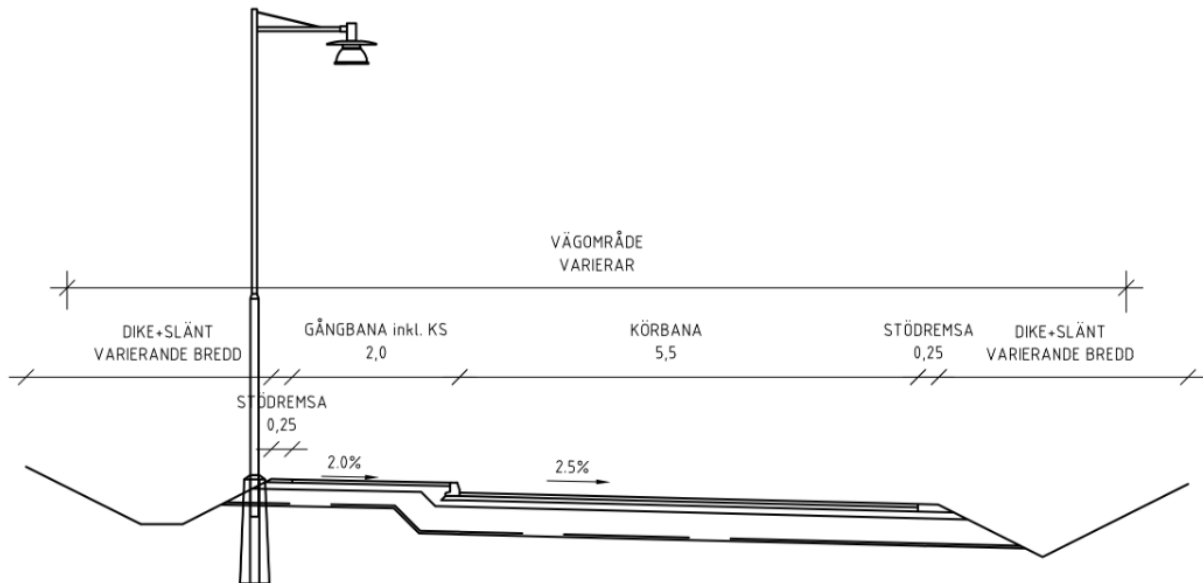 VÄGOMRÅDE
VARIERAR
DIKE+SLÄNT
VARIERANDE BREDD
GÅNGBANA inkl. KS
2,0
KÖRBANA
5,5
STÖDREMSA
0,25
DIKE+SLÄNT
VARIERANDE BREDD
STÖDREMSA
0,25
2.0%
2.5%